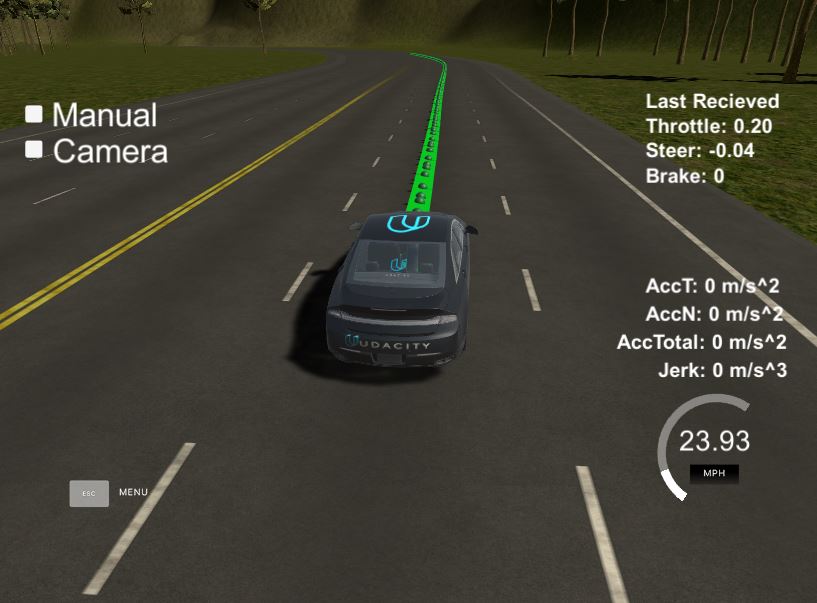 Manual
Camera
Last Recieved
Throttle: 0.20
Steer: -0.04
Brake: 0
AccT: 0 m/s^2
AccN: 0 m/s^2
AccTotal: 0 m/s^2
Jerk: 0 m/s^3
UDACITY
23.93
MPH
ESC
MENU